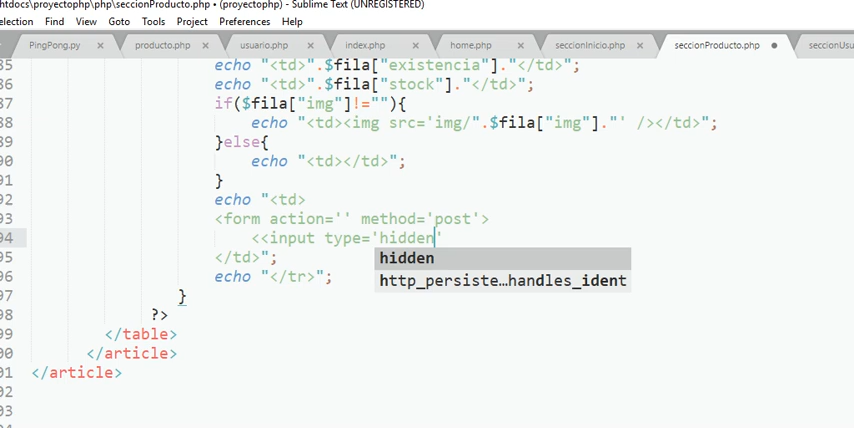 htdocs\proyectophp\php\seccionProducto.php • (proyectophp) - Sublime Text (UNREGISTERED)
election Find View Goto Tools Project Preferences Help
PingPong.py × producto.php × usuario.php × index.php × home.php × seccionInicio.php × seccionProducto.php • seccionUsu
85 echo "<td>".$fila["existencia"]."</td>";
86 echo "<td>".$fila["stock"]."</td>";
87 if($fila["img"]!=""){
88 echo "<td><img src='img/".$fila["img"]."' /></td>";
89 }else{
90 echo "<td></td>";
91 }
92 echo "<td>
93 <form action='' method='post'>
94 <<input type='hidden'
hidden
95 </td>";
http_persiste…handles_ident
96 echo "</tr>";
97 }
98 ?>
99 </table>
00 </article>
01 </article>
02
03